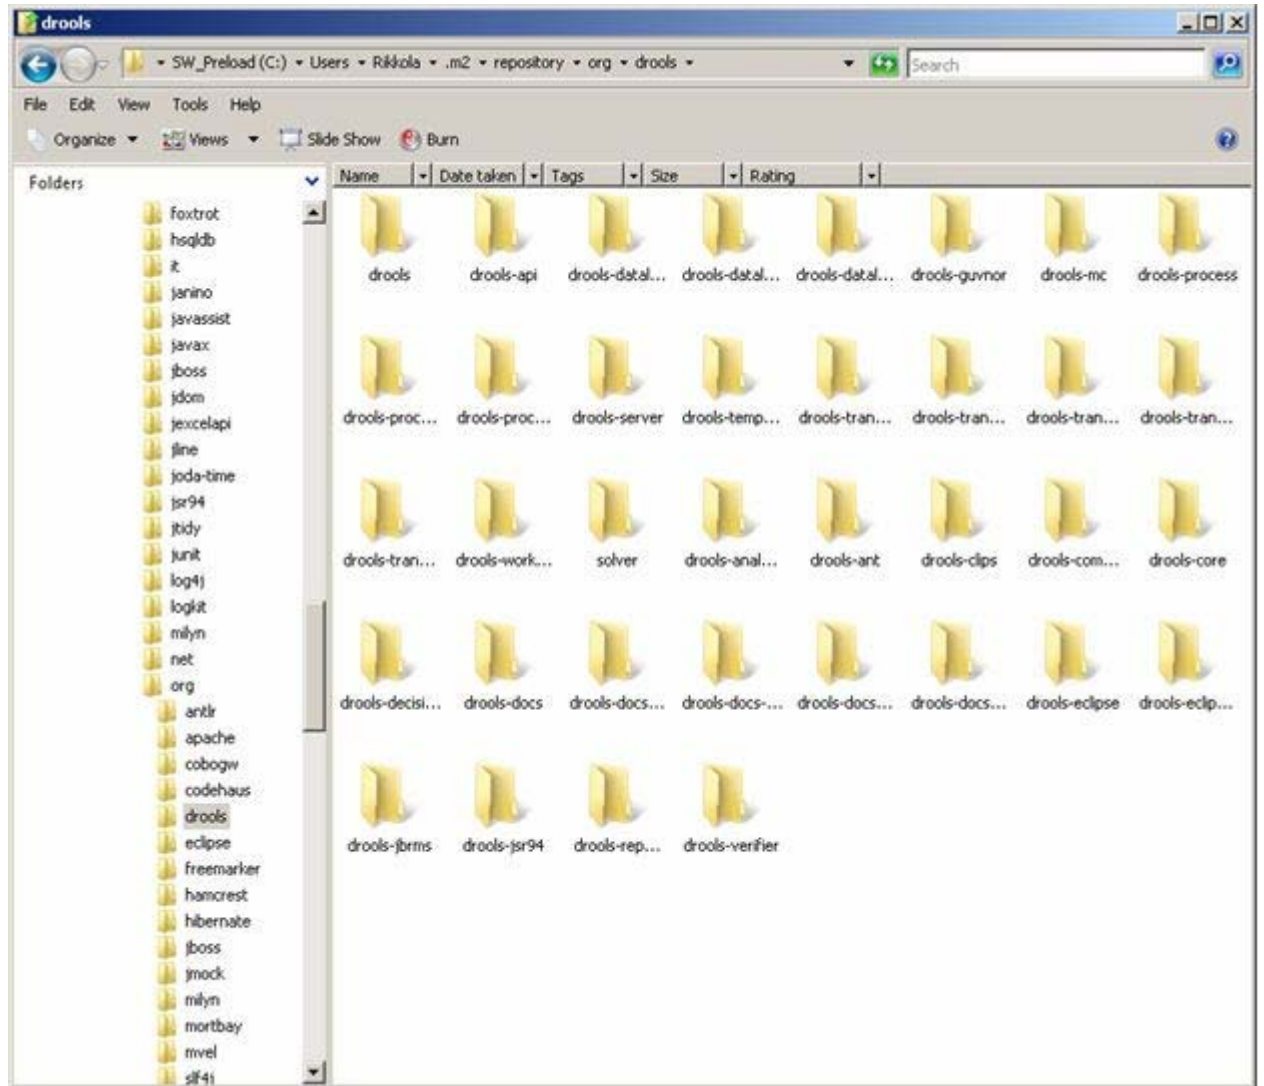 drools
SW_Preload (C:) Users Rikkola .m2 repository org drools
Search
File Edit View Tools Help
Organize Views Slide Show Burn
Folders
Name Date taken Tags Size Rating
foxtrot
hsqldb
it
janino
javassist
javax
jboss
jdom
jexcelapi
jline
joda-time
jsr94
jtidy
junit
log4j
logkit
milyn
net
org
antlr
apache
cobogw
codehaus
drools
eclipse
freemarker
hamcrest
hibernate
jboss
jmock
milyn
mortbay
mvel
slf4j
drools drools-api drools-datal... drools-datal... drools-datal... drools-guvnor drools-mc drools-process
drools-proc... drools-proc... drools-server drools-temp... drools-tran... drools-tran... drools-tran... drools-tran...
drools-tran... drools-work... solver drools-anal... drools-ant drools-clips drools-com... drools-core
drools-decisi... drools-docs drools-docs... drools-docs-... drools-docs... drools-docs... drools-eclipse drools-eclip...
drools-jbrms drools-jsr94 drools-rep... drools-verifier